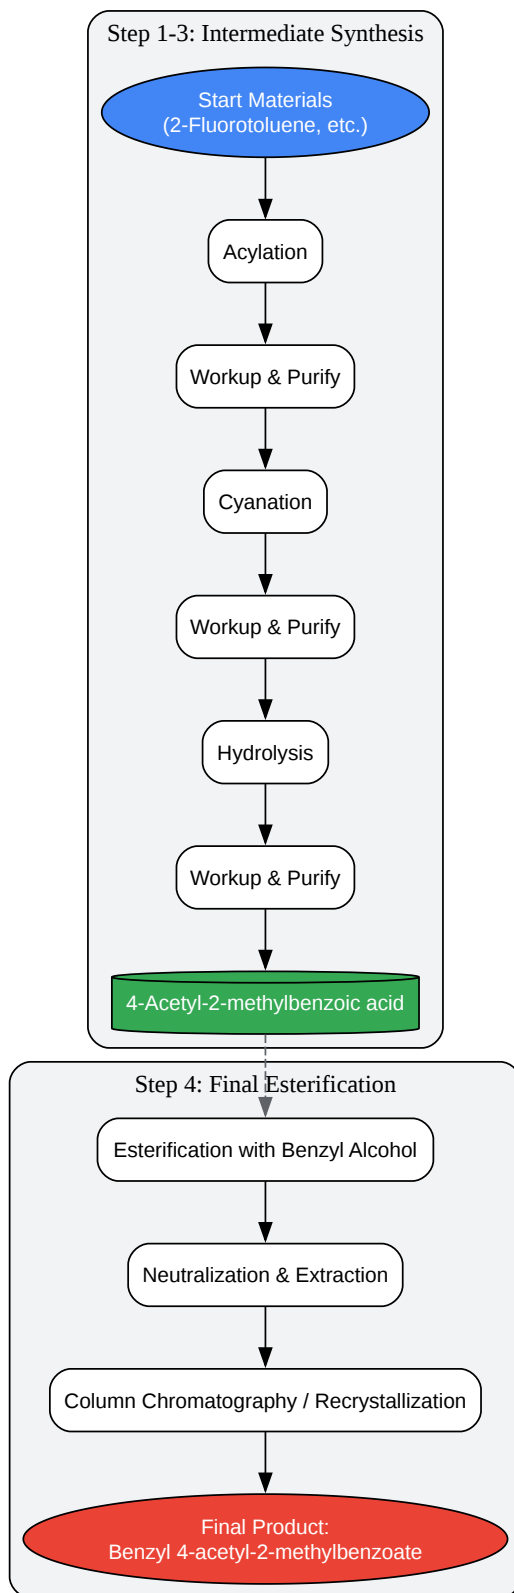 Step 1-3: Intermediate Synthesis
Start Materials
(2-Fluorotoluene, etc.)
Acylation
Workup & Purify
Cyanation
Workup & Purify
Hydrolysis
Workup & Purify
4-Acetyl-2-methylbenzoic acid
Step 4: Final Esterification
Esterification with Benzyl Alcohol
Neutralization & Extraction
Column Chromatography / Recrystallization
Final Product:
Benzyl 4-acetyl-2-methylbenzoate